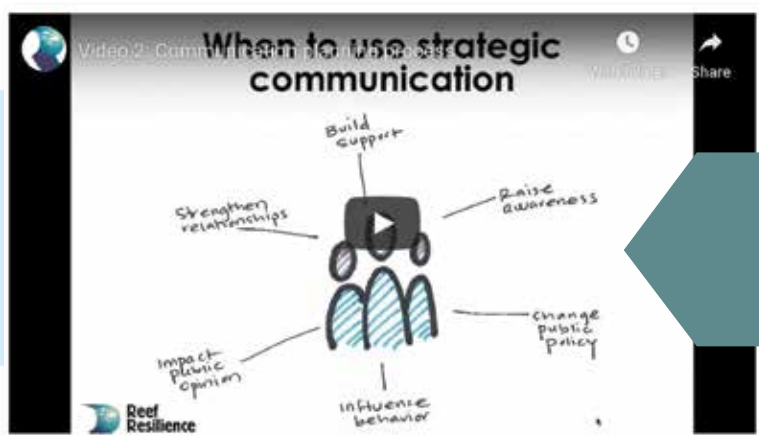 Video 2: Communication planning process
When to use strategic
communication
Share
Build
support
Strengthen
relationships
Raise
awareness
Change
public
policy
Impact
public
opinion
Influence
behavior
Reef
Resilience